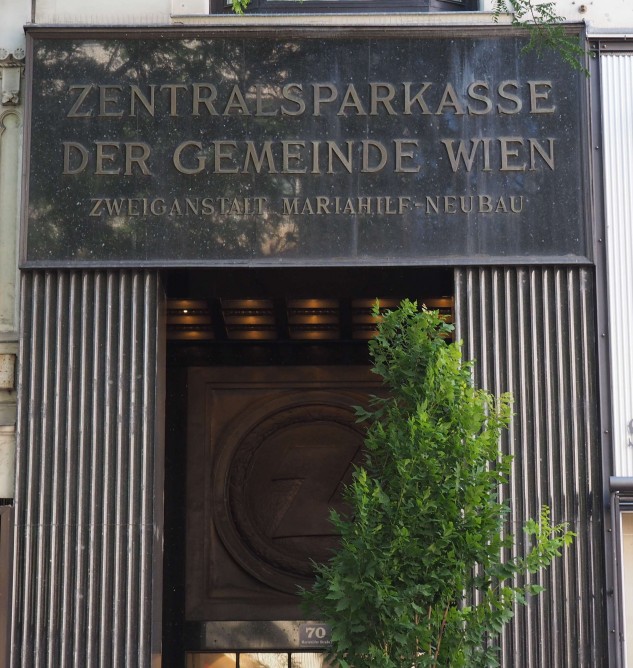 ZENTRALSPARKASSE
DER GEMEINDE WIEN
ZWEIGANSTALT MARIAHILF-NEUBAU
Z
70